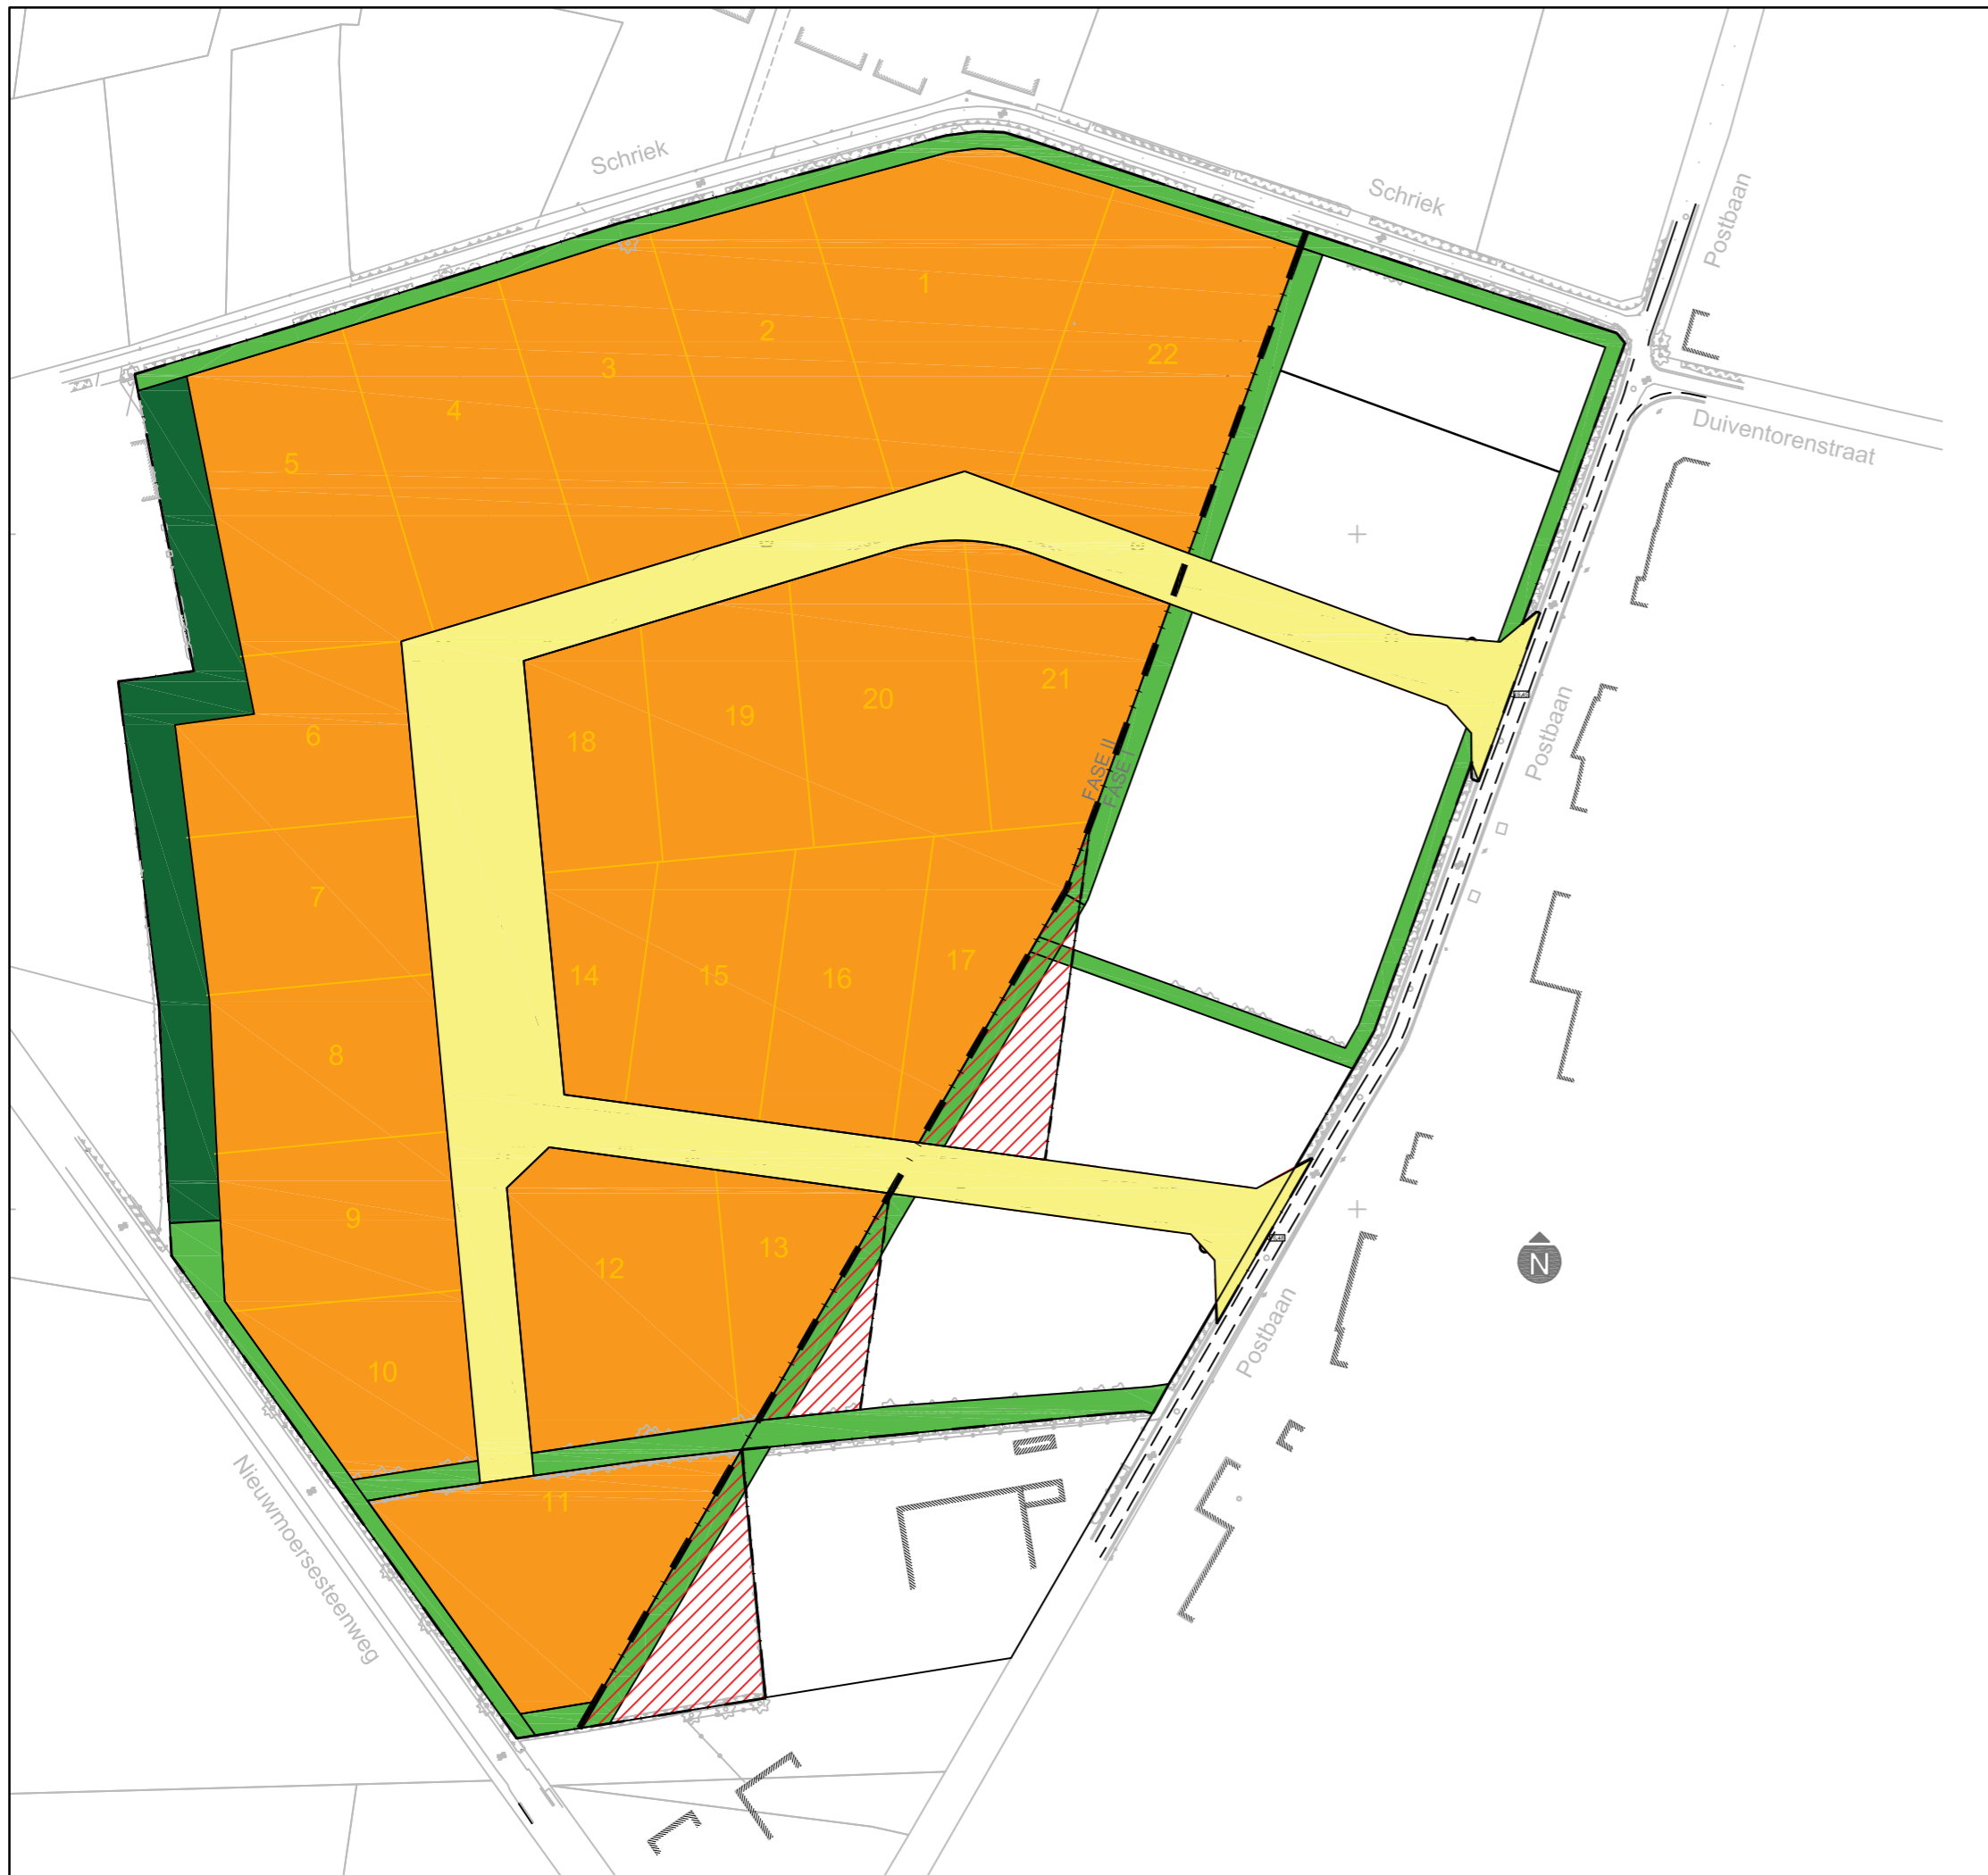 Schriek
Schriek
Postbaan
1
2
22
3
4
Duiventorenstraat
5
21
20
19
6
18
Postbaan
FASE II
FASE I
7
17
14
15
16
8
9
13
12
N
Postbaan
10
11
Nieuwmoersesteenweg